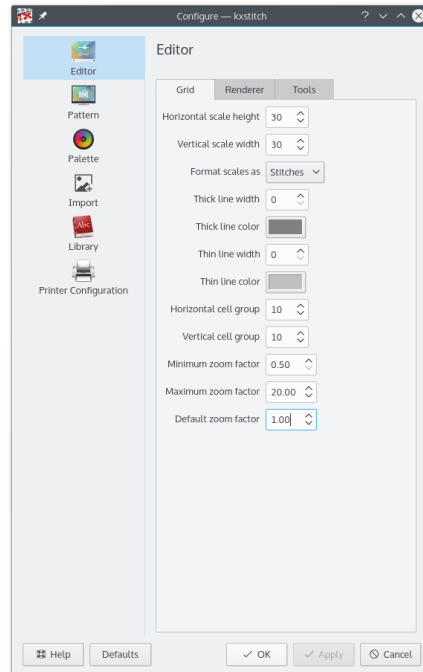 Configure — kxstitch
Editor
Pattern
Palette
Import
Abc
Library
Printer Configuration
Editor
Grid Renderer Tools
Horizontal scale height 30
Vertical scale width 30
Format scales as Stitches
Thick line width 0
Thick line color
Thin line width 0
Thin line color
Horizontal cell group 10
Vertical cell group 10
Minimum zoom factor 0.50
Maximum zoom factor 20.00
Default zoom factor 1.00
Help Defaults OK Apply Cancel